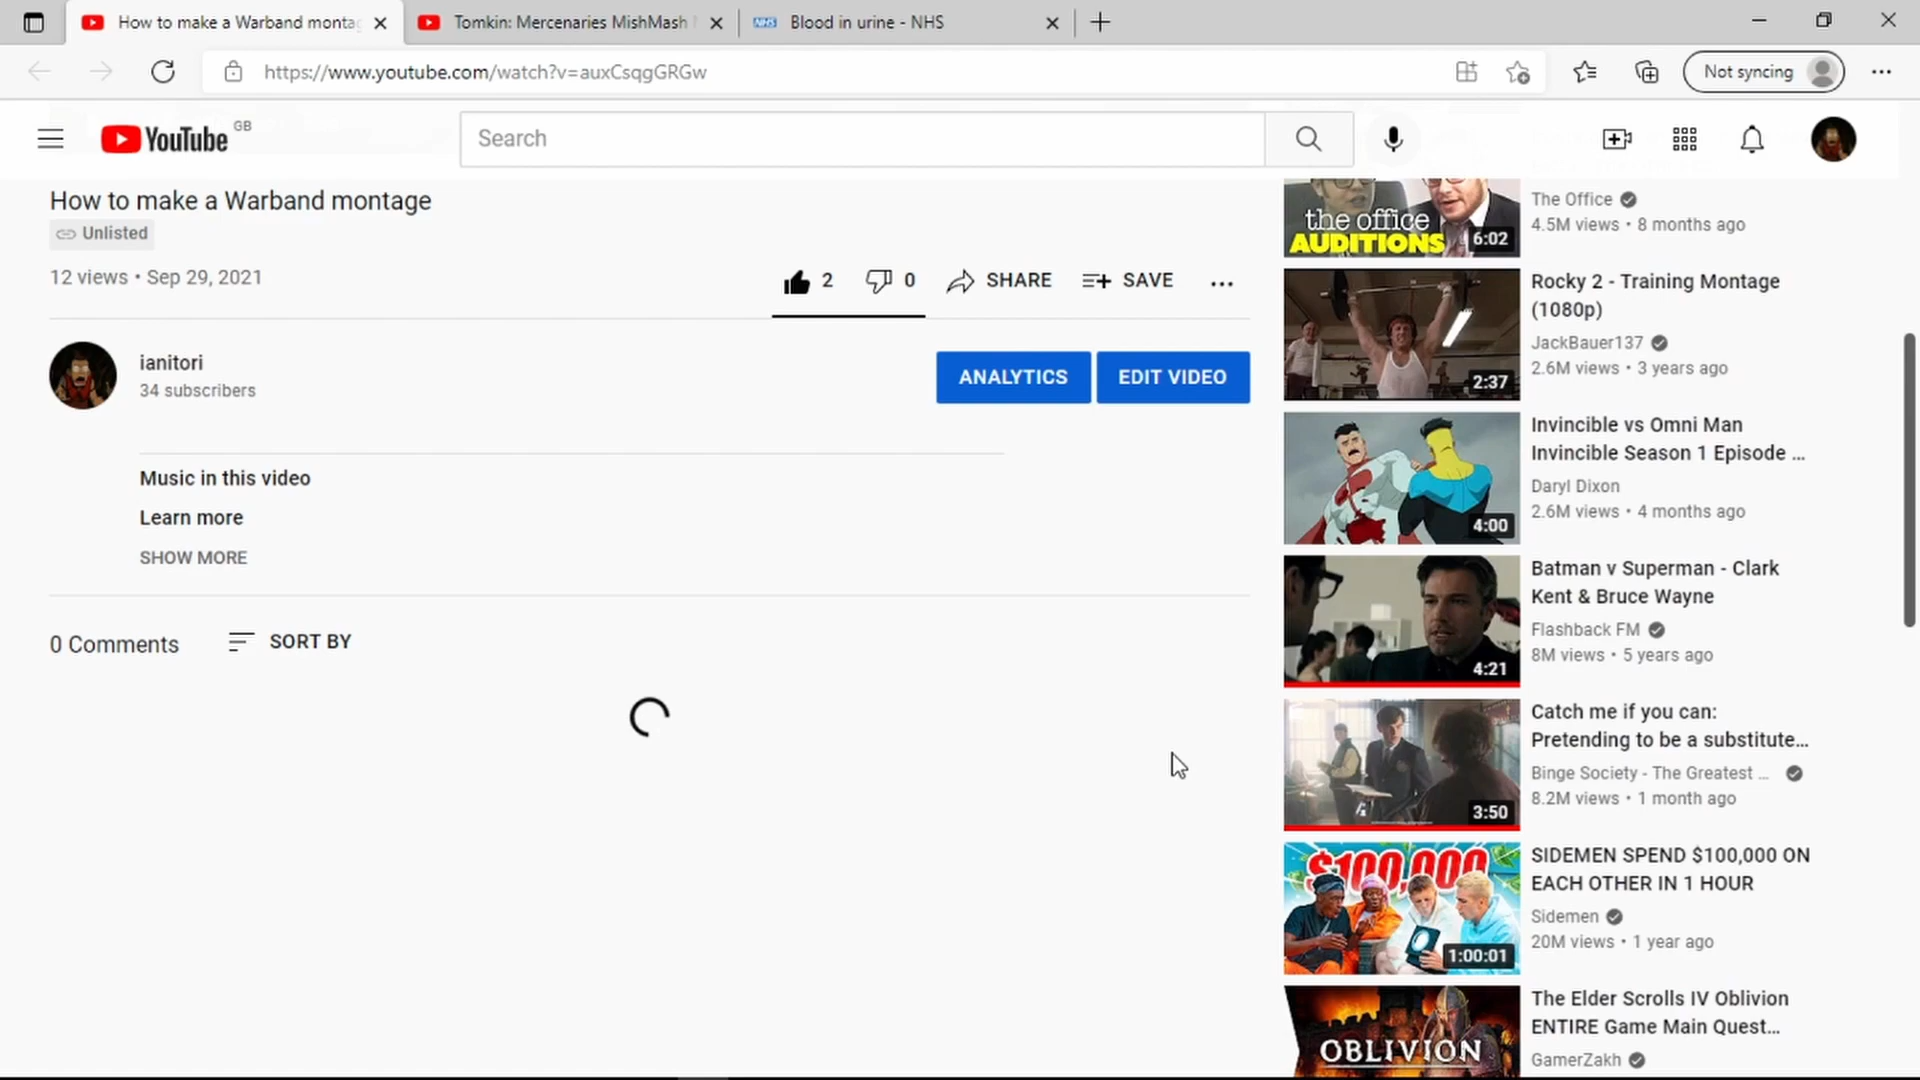 How to make a Warband monta
Tomkin: Mercenaries MishMash
NHS
Blood in urine - NHS
https://www.youtube.com/watch?v=auxCsqgGRGw
Not syncing
YouTube GB
Search
How to make a Warband montage
Unlisted
12 views • Sep 29, 2021
2
0
SHARE
SAVE
ianitori
34 subscribers
ANALYTICS
EDIT VIDEO
Music in this video
Learn more
SHOW MORE
0 Comments
SORT BY
the office
AUDITIONS
6:02
The Office
4.5M views • 8 months ago
2:37
Rocky 2 - Training Montage
(1080p)
JackBauer137
2.6M views • 3 years ago
4:00
Invincible vs Omni Man
Invincible Season 1 Episode ...
Daryl Dixon
2.6M views • 4 months ago
4:21
Batman v Superman - Clark
Kent & Bruce Wayne
Flashback FM
8M views • 5 years ago
3:50
Catch me if you can:
Pretending to be a substitute...
Binge Society - The Greatest ...
8.2M views • 1 month ago
$100,000
1:00:01
SIDEMEN SPEND $100,000 ON
EACH OTHER IN 1 HOUR
Sidemen
20M views • 1 year ago
OBLIVION
The Elder Scrolls IV Oblivion
ENTIRE Game Main Quest...
GamerZakh